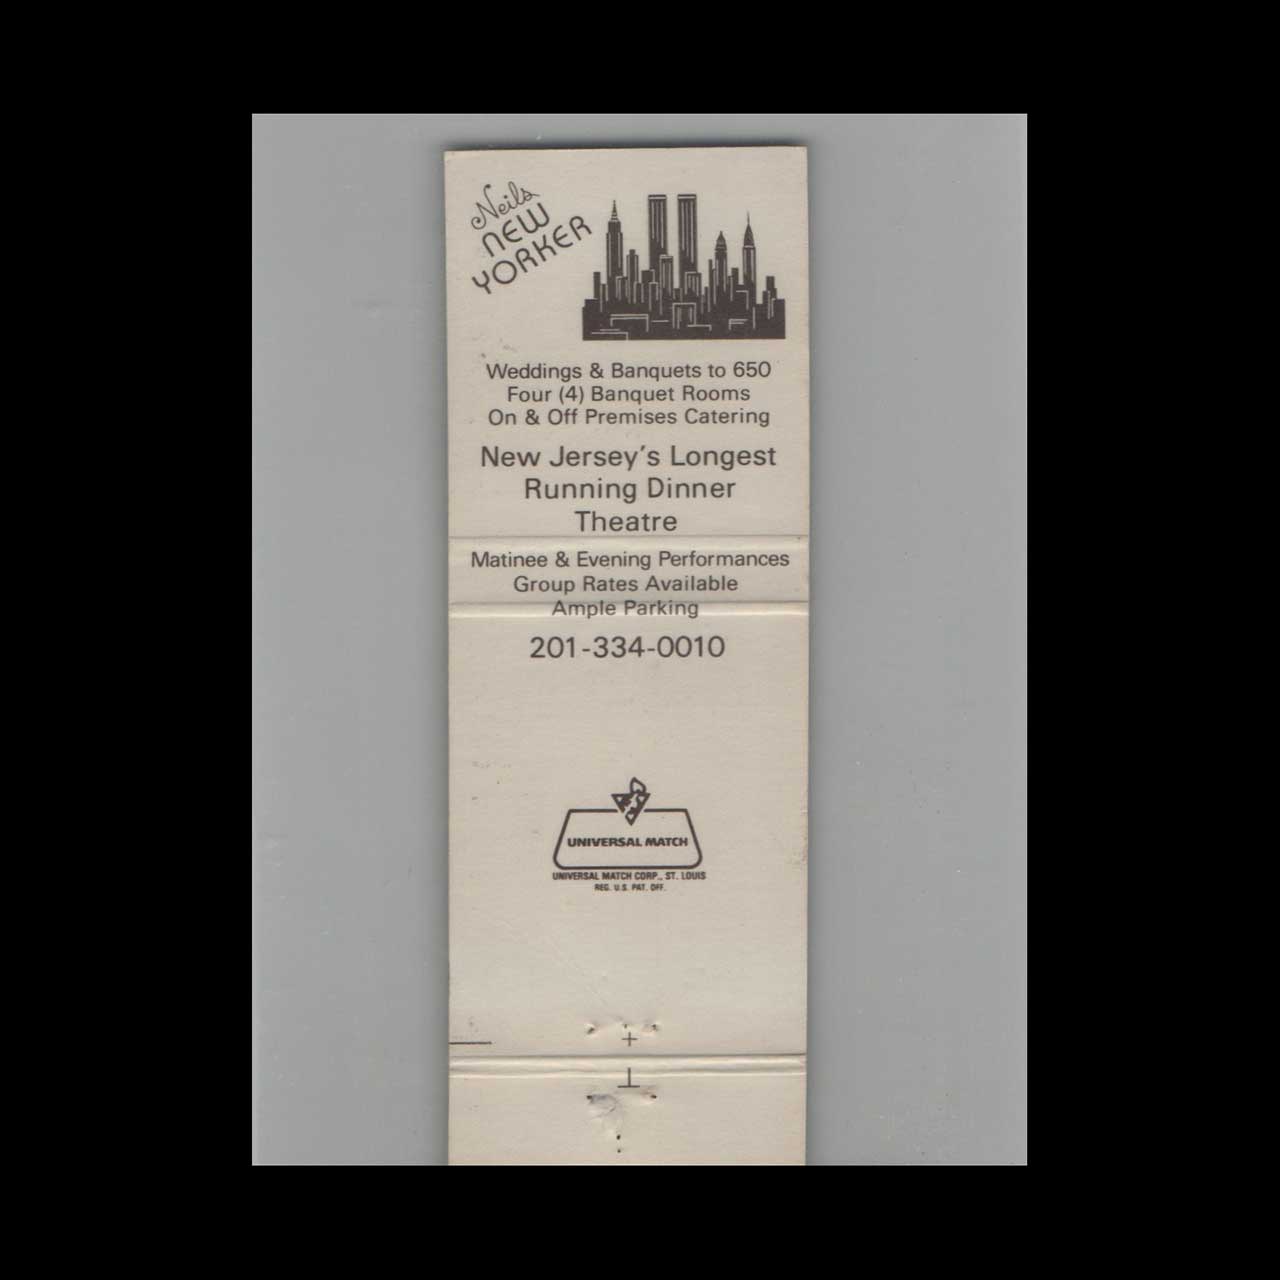 Neils
NEW
YORKER
Weddings & Banquets to 650
Four (4) Banquet Rooms
On & Off Premises Catering
New Jersey's Longest
Running Dinner
Theatre
Matinee & Evening Performances
Group Rates Available
Ample Parking
201-334-0010
UNIVERSAL MATCH
UNIVERSAL MATCH CORP., ST. LOUIS
REG. U.S. PAT. OFF.